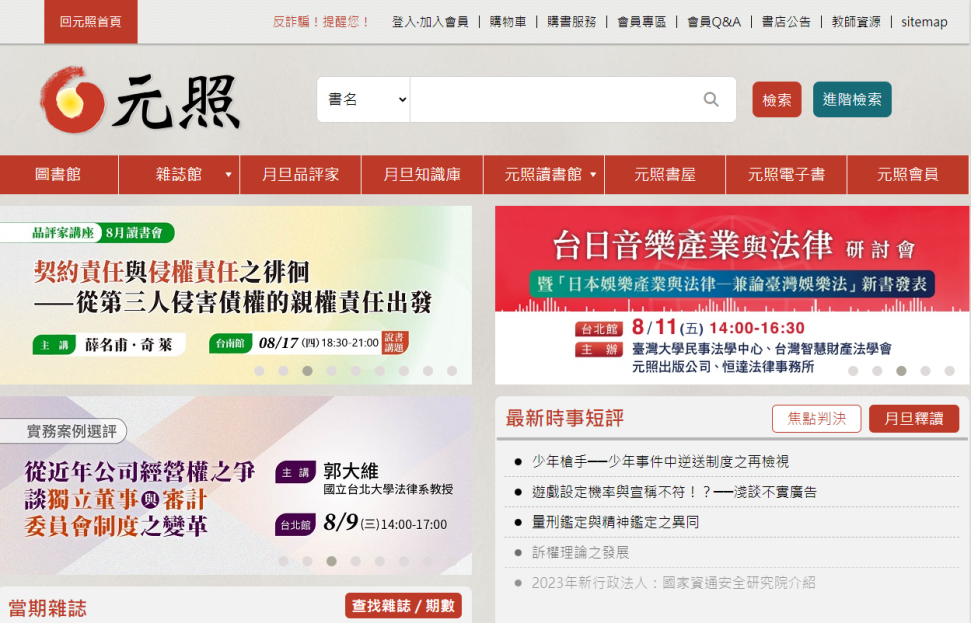 回元照首頁
反詐騙！提醒您！
登入‧加入會員 | 購物車 | 購書服務 | 會員專區 | 會員Q&A | 書店公告 | 教師資源 | sitemap
元照
書名
檢索
進階檢索
圖書館
雜誌館
月旦品評家
月旦知識庫
元照讀書館
元照書屋
元照電子書
元照會員
品評家講座 8月讀書會
契約責任與侵權責任之徘徊
——從第三人侵害債權的親權責任出發
主 講 薛名甫‧奇 萊
台南館 08/17(四)18:30-21:00 說書講題
台日音樂產業與法律 研討會
暨「日本娛樂產業與法律—兼論臺灣娛樂法」新書發表
台北館 8/11(五) 14:00-16:30
主 辦 臺灣大學民事法學中心、台灣智慧財產法學會
元照出版公司、恒達法律事務所
實務案例選評
從近年公司經營權之爭
談獨立董事與審計
委員會制度之變革
主 講 郭大維
國立台北大學法律系教授
台北館 8/9(三)14:00-17:00
最新時事短評
焦點判決
月旦釋讀
少年槍手──少年事件中逆送制度之再檢視
遊戲設定機率與宣稱不符！？──淺談不實廣告
量刑鑑定與精神鑑定之異同
訴權理論之發展
2023年新行政法人：國家資通安全研究院介紹
當期雜誌
查找雜誌 / 期數